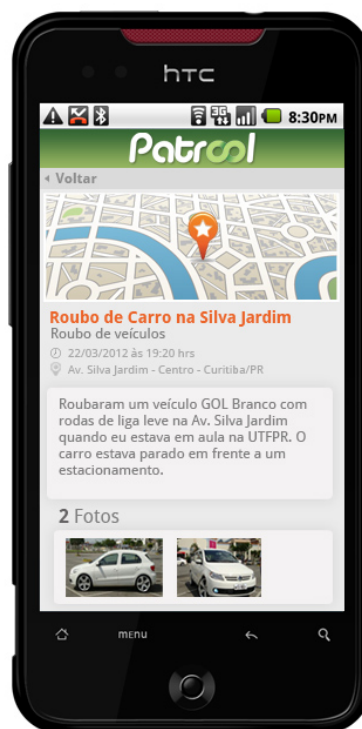 hTC
3G
8:30PM
Patrool
Voltar
Roubo de Carro na Silva Jardim
Roubo de veículos
22/03/2012 às 19:20 hrs
Av. Silva Jardim - Centro - Curitiba/PR
Roubaram um veículo GOL Branco com
rodas de liga leve na Av. Silva Jardim
quando eu estava em aula na UTFPR. O
carro estava parado em frente a um
estacionamento.
2 Fotos
MENU